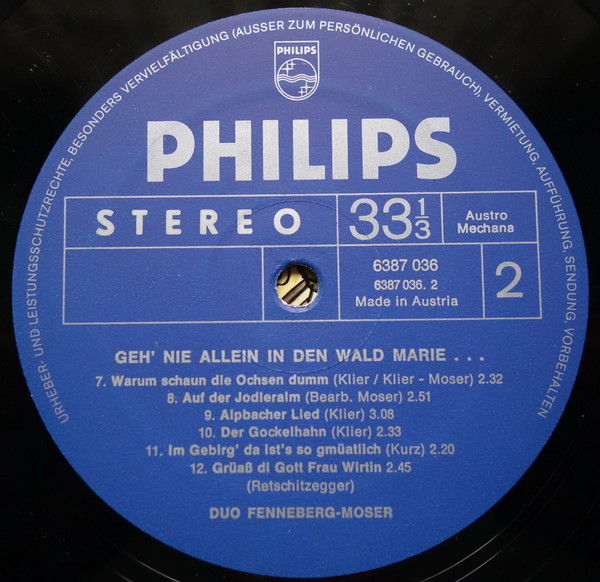 URHEBER- UND LEISTUNGSSCHUTZRECHTE, BESONDERS VERVIELFÄLTIGUNG (AUSSER ZUM PERSÖNLICHEN GEBRAUCH), VERMIETUNG, AUFFÜHRUNG, SENDUNG VORBEHALTEN
PHILIPS
PHILIPS
STEREO
33 1/3
Austro
Mechana
6387 036
6387 036. 2
Made in Austria
2
GEH' NIE ALLEIN IN DEN WALD MARIE . . .
7. Warum schaun die Ochsen dumm (Klier / Klier - Moser) 2.32
8. Auf der Jodleralm (Bearb. Moser) 2.51
9. Alpbacher Lied (Klier) 3.08
10. Der Gockelhahn (Klier) 2.33
11. Im Gebirg' da ist's so gmüatlich (Kurz) 2.20
12. Grüaß di Gott Frau Wirtin 2.45
(Retschitzegger)
DUO FENNEBERG-MOSER